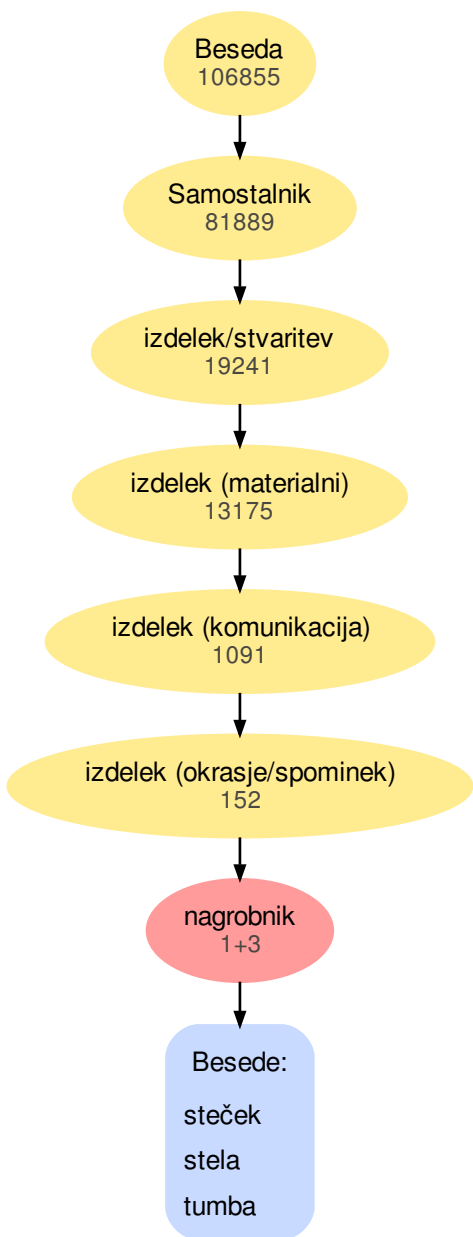 Beseda
106855
Samostalnik
81889
izdelek/stvaritev
19241
izdelek (materialni)
13175
izdelek (komunikacija)
1091
izdelek (okrasje/spominek)
152
nagrobnik
1+3
Besede:
steček
stela
tumba